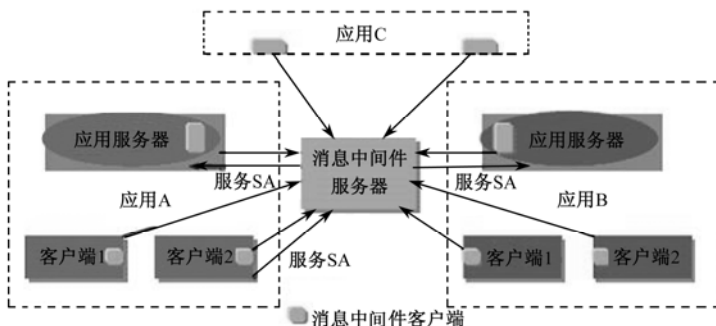 应用C
应用服务器
应用服务器
消息中间件
服务器
服务SA
服务SA
应用A
应用B
客户端1
客户端2
服务SA
客户端1
客户端2
消息中间件客户端